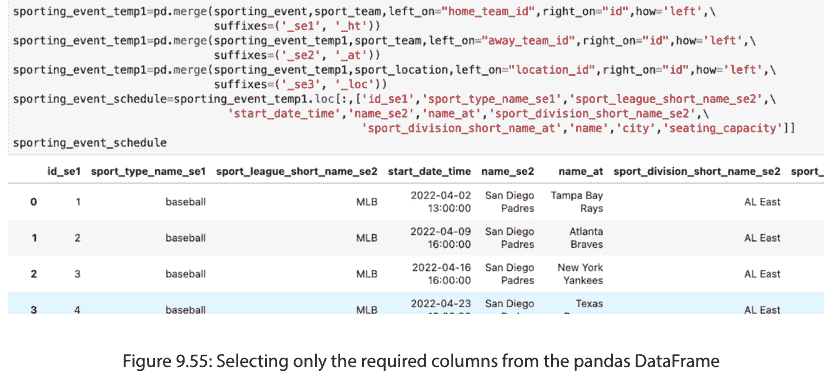 sporting_event_temp1=pd.merge(sporting_event,sport_team,left_on="home_team_id",right_on="id",how='left',\
suffixes=('_se1', '_ht'))
sporting_event_temp1=pd.merge(sporting_event_temp1,sport_team,left_on="away_team_id",right_on="id",how='left',\
suffixes=('_se2', '_at'))
sporting_event_temp1=pd.merge(sporting_event_temp1,sport_location,left_on="location_id",right_on="id",how='left',\
suffixes=('_se3', '_loc'))
sporting_event_schedule=sporting_event_temp1.loc[:,['id_se1','sport_type_name_se1','sport_league_short_name_se2',\
'start_date_time','name_se2','name_at','sport_division_short_name_se2',\
'sport_division_short_name_at','name','city','seating_capacity']]
sporting_event_schedule
id_se1 sport_type_name_se1 sport_league_short_name_se2 start_date_time name_se2 name_at sport_division_short_name_se2 sport_
0 1 baseball MLB 2022-04-02 13:00:00 San Diego Padres Tampa Bay Rays AL East
1 2 baseball MLB 2022-04-09 16:00:00 San Diego Padres Atlanta Braves AL East
2 3 baseball MLB 2022-04-16 16:00:00 San Diego Padres New York Yankees AL East
3 4 baseball MLB 2022-04-23 San Diego Texas AL East
Figure 9.55: Selecting only the required columns from the pandas DataFrame